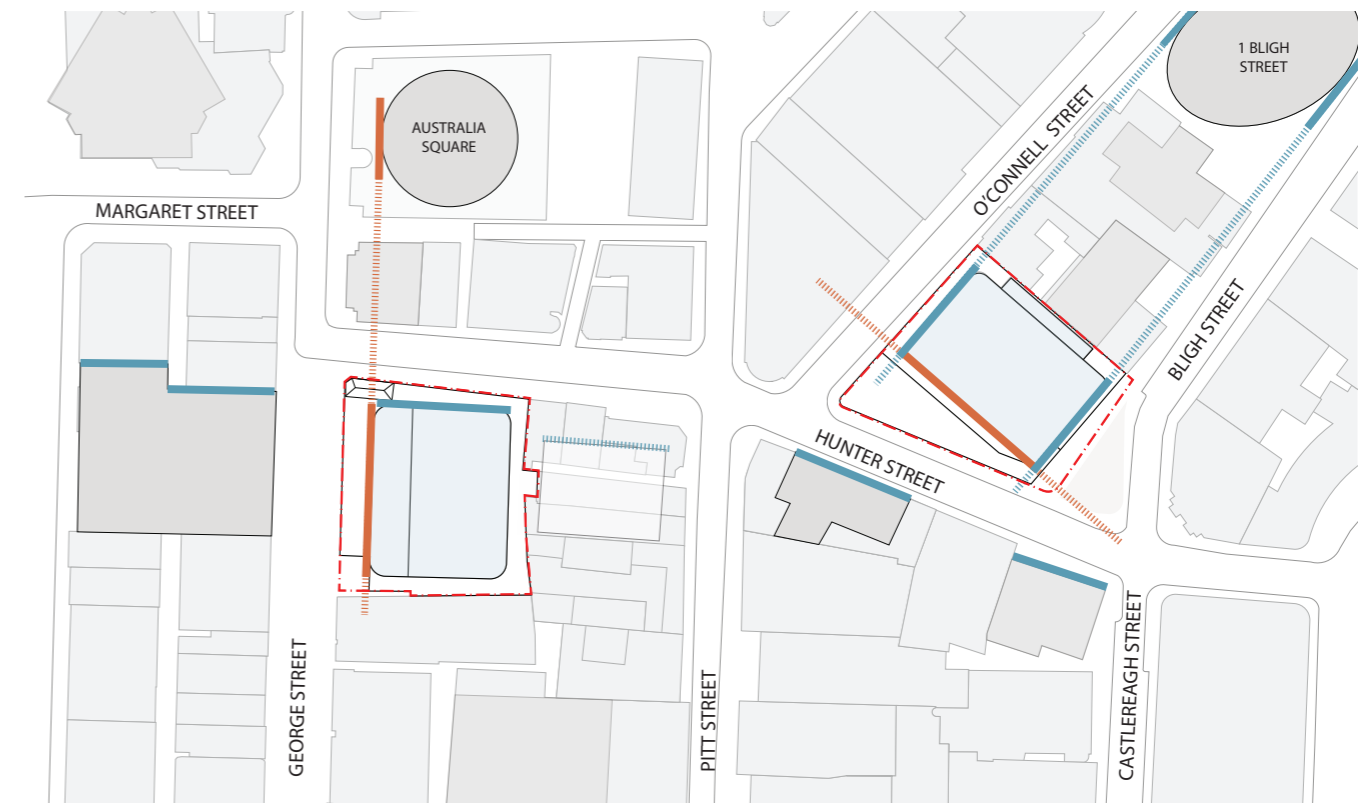 1 BLIGH
STREET
AUSTRALIA
SQUARE
O'CONNELL STREET
MARGARET STREET
BLIGH STREET
HUNTER STREET
GEORGE STREET
PITT STREET
CASTLEREAGH STREET